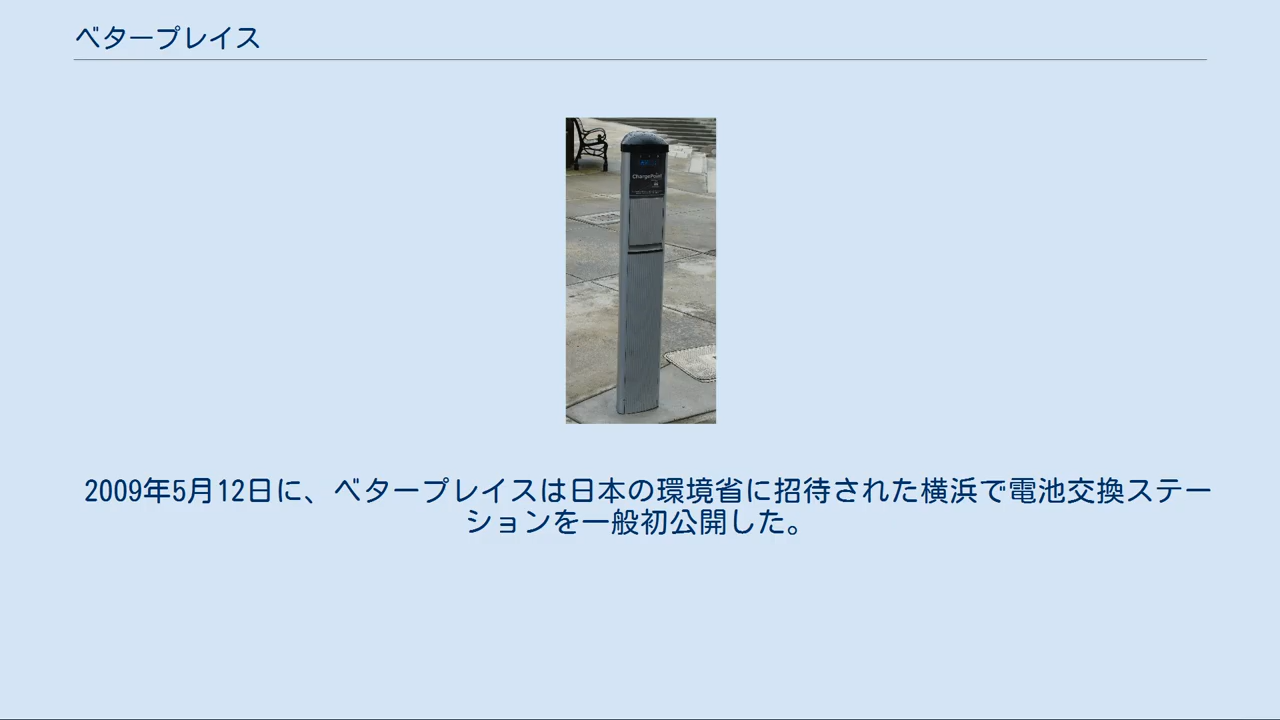 ベタープレイス
ChargePoint
2009年5月12日に、ベタープレイスは日本の環境省に招待された横浜で電池交換ステー
ションを一般初公開した。